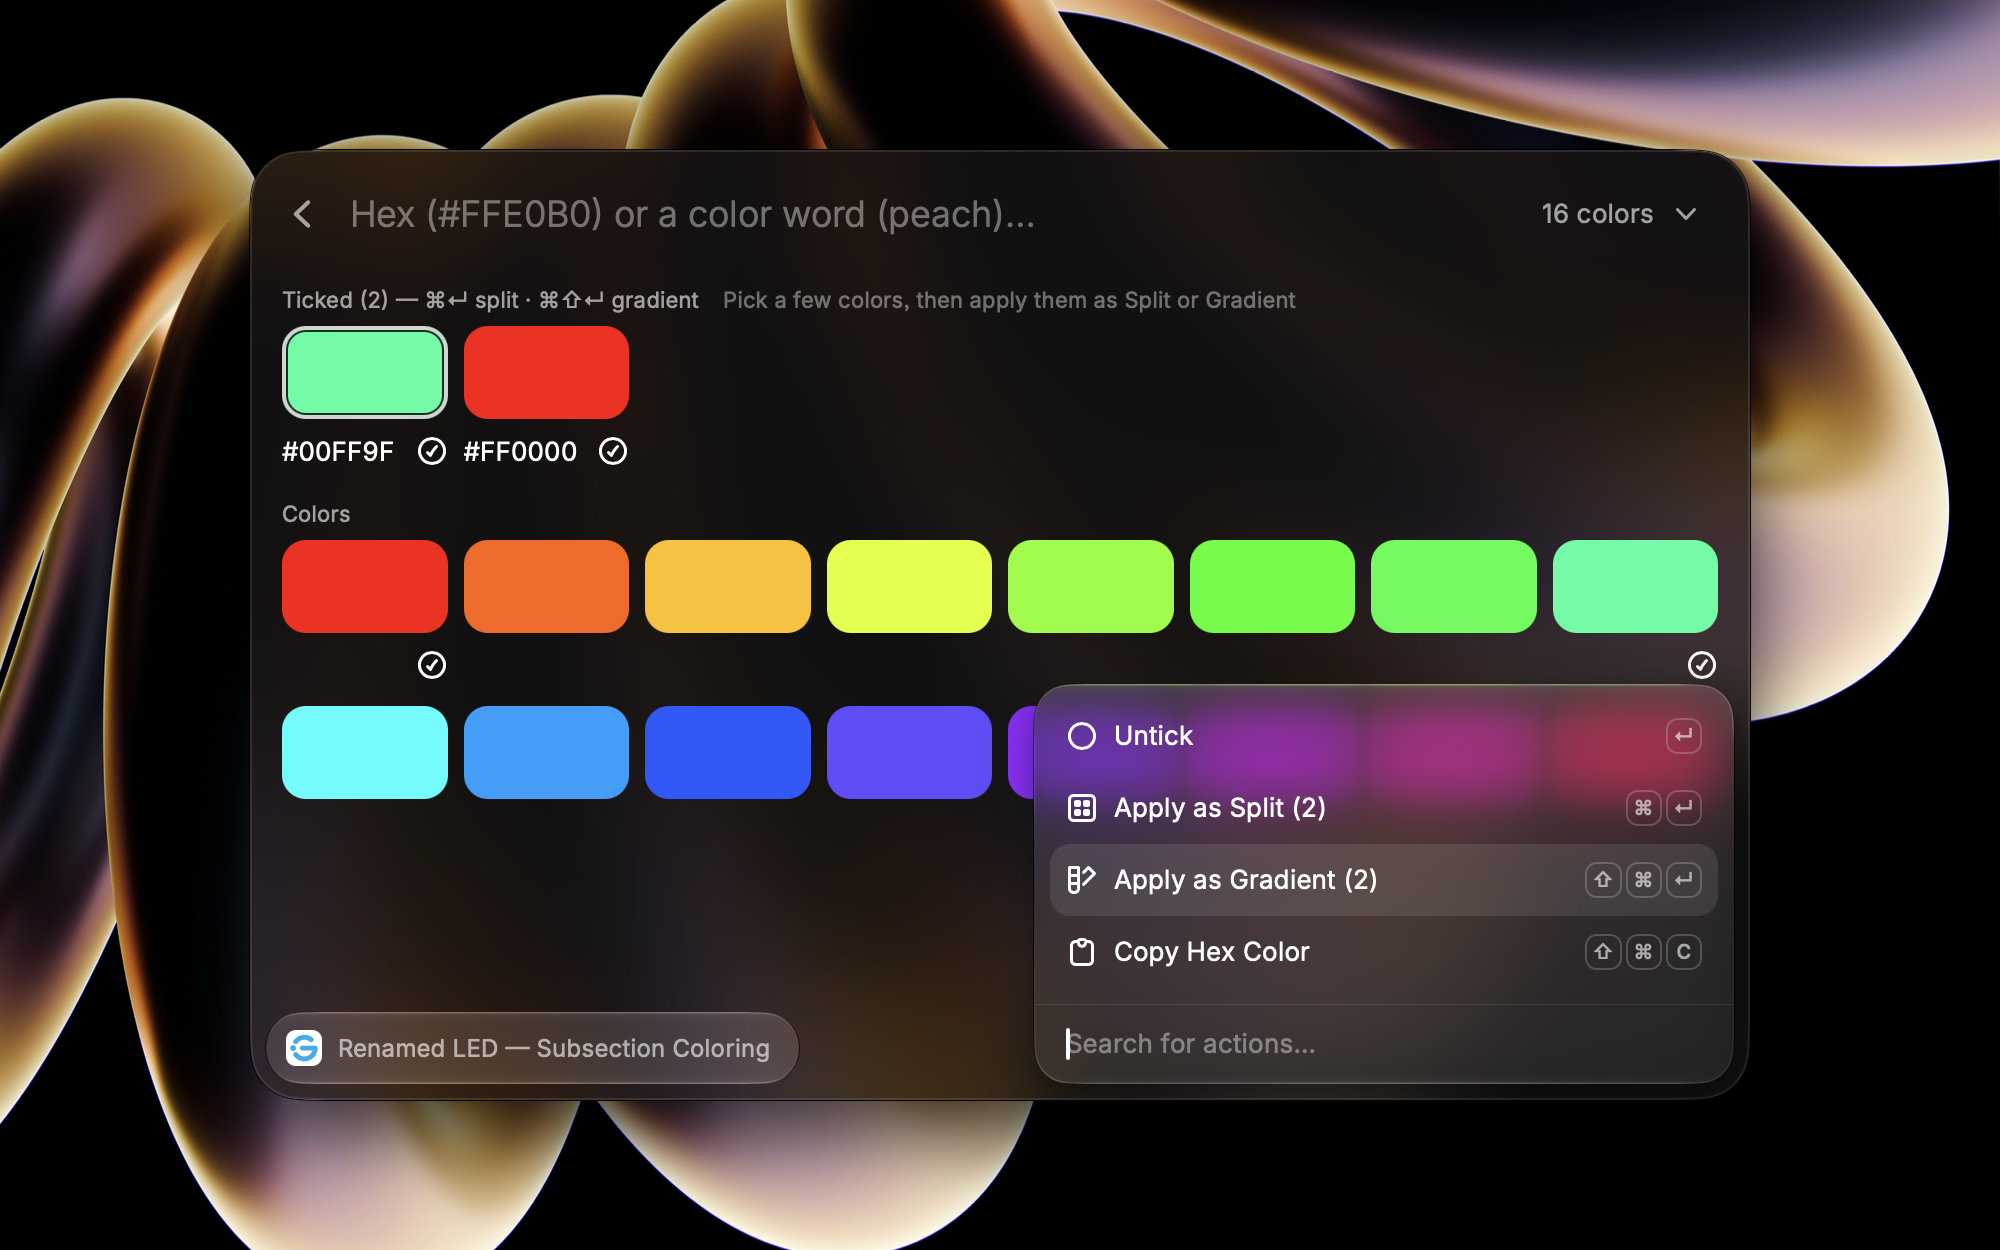 Hex (#FFE0B0) or a color word (peach)...
16 colors
Ticked (2) — ⌘↵ split · ⌘⇧↵ gradient Pick a few colors, then apply them as Split or Gradient
#00FF9F
#FF0000
Colors
Untick ↵
Apply as Split (2) ⌘ ↵
Apply as Gradient (2) ⇧ ⌘ ↵
Copy Hex Color ⇧ ⌘ C
Search for actions...
Renamed LED — Subsection Coloring